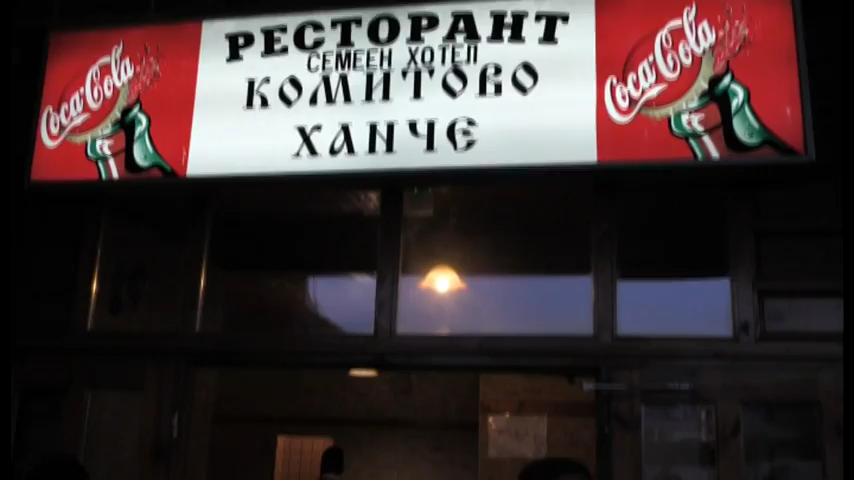 РЕСТОРАНТ
СЕМЕЕН ХОТЕЛ
КОМИТОВО
ХАНЧЕ
Coca-Cola
Coca-Cola